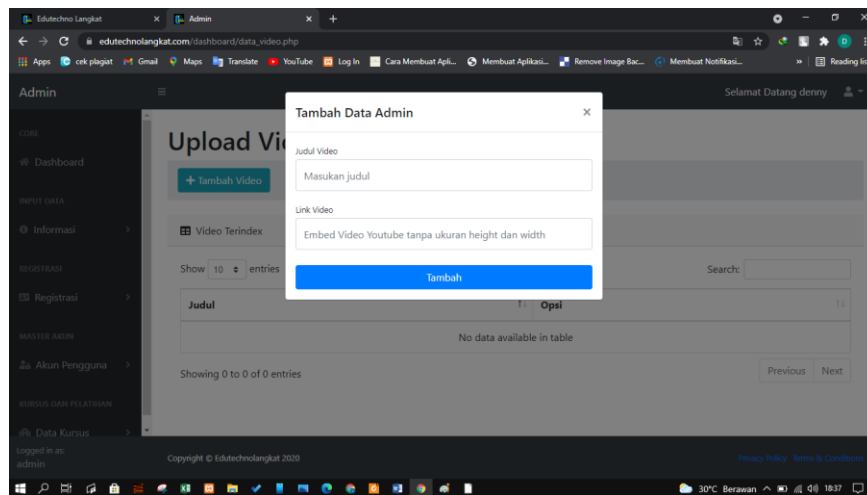 Edutechno Langkat
Admin
edutechnolangkat.com/dashboard/data_video.php
Apps cek plagiat Gmail Maps Translate YouTube Log In Cara Membuat Apli... Membuat Aplikasi... Remove Image Bac... Membuat Notifikasi... » Reading lis
Admin
Selamat Datang denny
CORE
Dashboard
INPUT DATA
Informasi
REGISTRASI
Registrasi
MASTER AKUN
Akun Pengguna
KURSUS DAN PELATIHAN
Data Kursus
Logged in as:
admin
Upload Vi
+ Tambah Video
Video Terindex
Show 10 entries
Search:
Judul
Opsi
No data available in table
Showing 0 to 0 of 0 entries
Previous Next
Tambah Data Admin
×
Judul Video
Masukan judul
Link Video
Embed Video Youtube tanpa ukuran height dan width
Tambah
Copyright © Edutechnolangkat 2020
Privacy Policy · Terms & Conditions
30°C Berawan
18:37